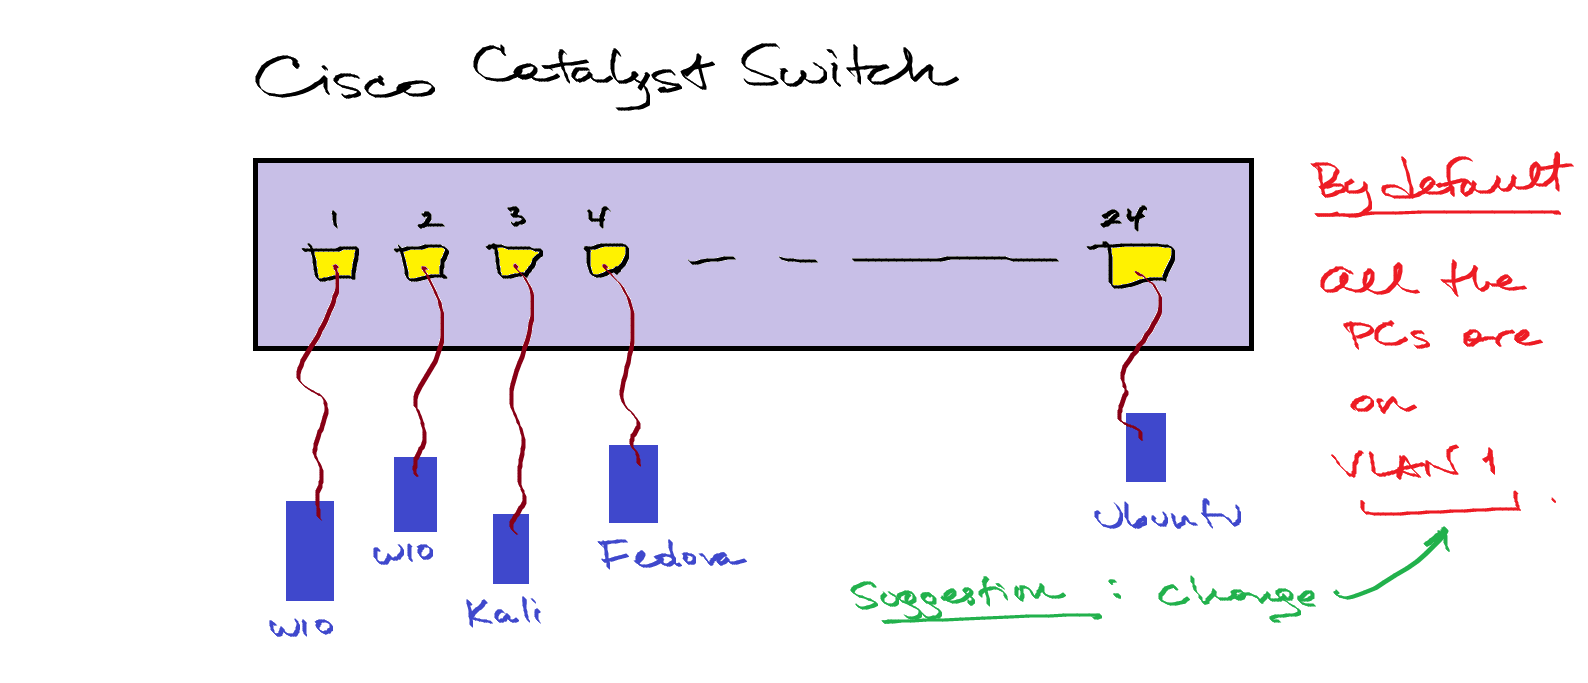 Cisco Catalyst Switch
1 2 3 4 24
By default
all the
PCs are
on
VLAN 1
W10
W10
Kali
Fedora
Ubuntu
Suggestion : change